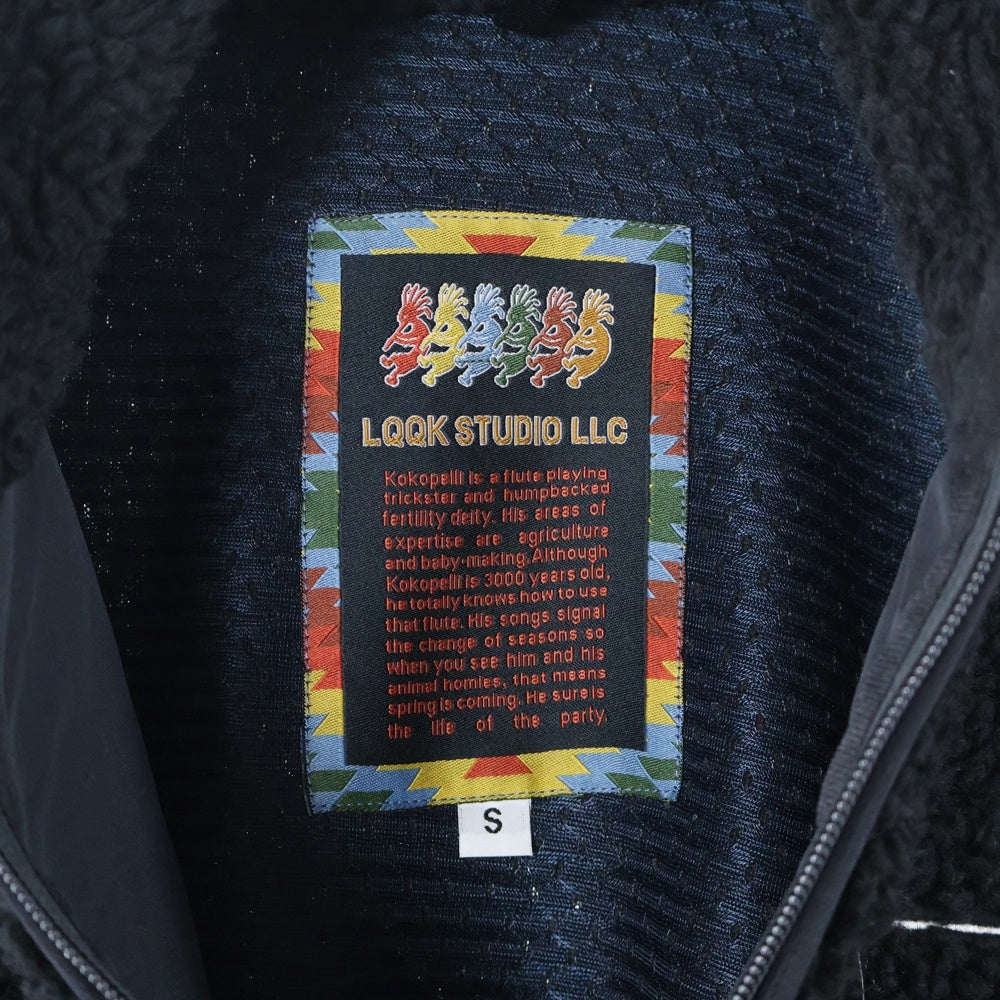 LQQK STUDIO LLC
Kokopelli is a flute playing
trickster and humpbacked
fertility deity. His areas of
expertise are agriculture
and baby-making. Although
Kokopelli is 3000 years old,
he totally knows how to use
that flute. His songs signal
the change of seasons so
when you see him and his
animal homies, that means
spring is coming. He sure is
the life of the party.
S